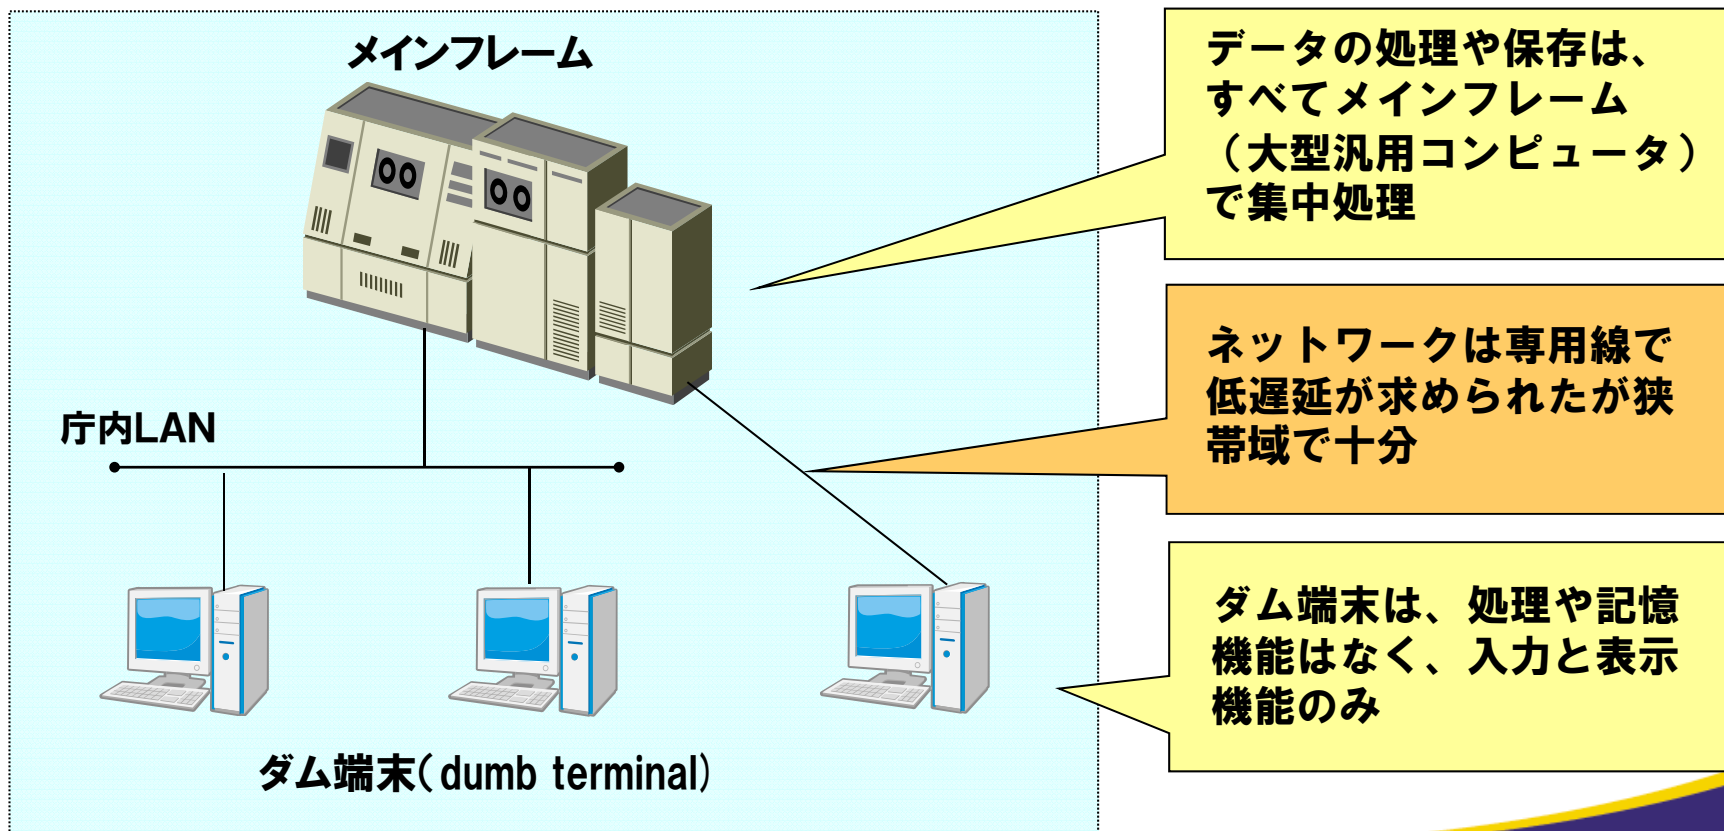 メインフレーム
庁内LAN
ダム端末(dumb terminal)
データの処理や保存は、
すべてメインフレーム
（大型汎用コンピュータ）
で集中処理
ネットワークは専用線で
低遅延が求められたが狭
帯域で十分
ダム端末は、処理や記憶
機能はなく、入力と表示
機能のみ